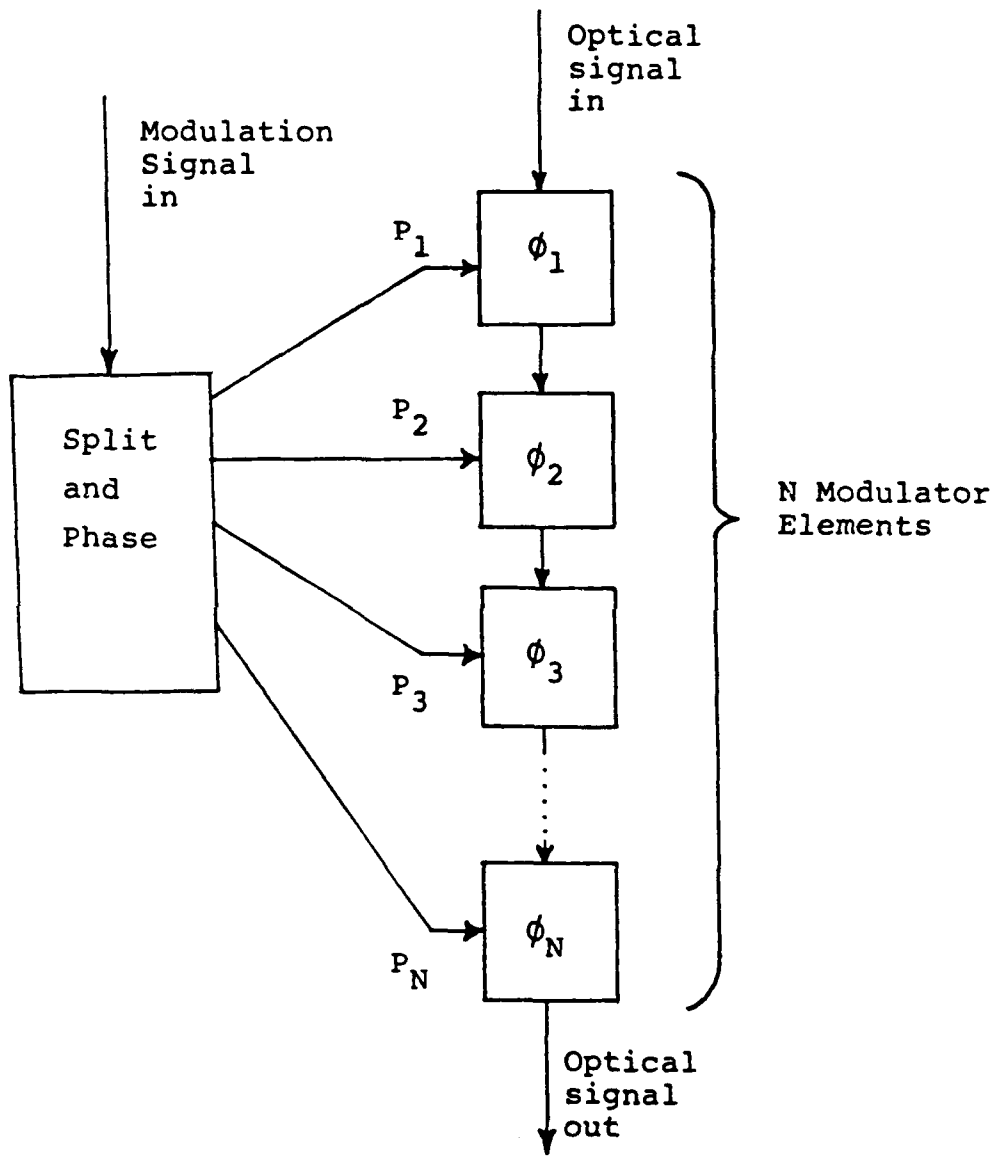 Optical
signal
in
Modulation
Signal
in
P1
ϕ1
Split
and
Phase
P2
ϕ2
N Modulator
Elements
P3
ϕ3
PN
ϕN
Optical
signal
out